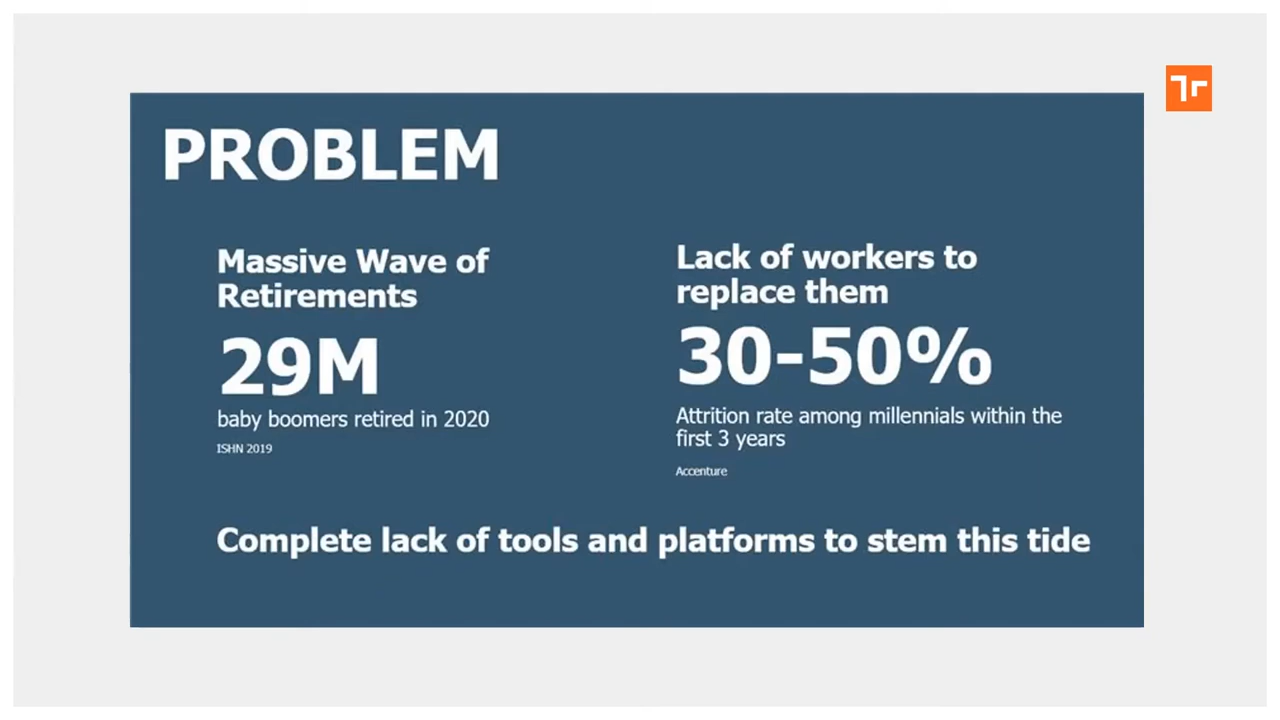 PROBLEM
Massive Wave of
Retirements
29M
baby boomers retired in 2020
ISHN 2019
Lack of workers to
replace them
30-50%
Attrition rate among millennials within the
first 3 years
Accenture
Complete lack of tools and platforms to stem this tide